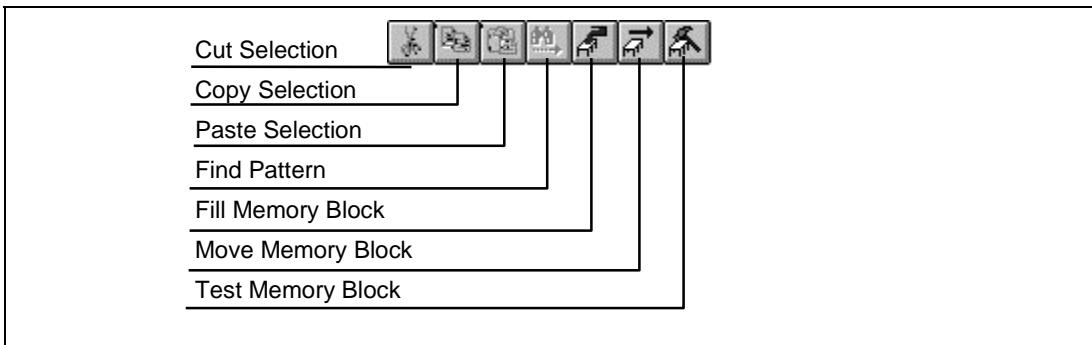 Cut Selection
Copy Selection
Paste Selection
Find Pattern
Fill Memory Block
Move Memory Block
Test Memory Block